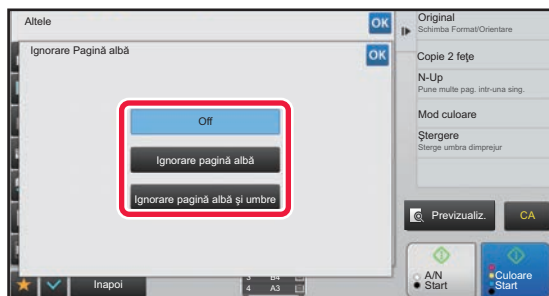 Altele
OK
Ignorare Pagină albă
OK
Off
Ignorare pagină albă
Ignorare pagină albă şi umbre
Inapoi
3 B4
4 A3
Original
Schimba Format/Orientare
Copie 2 feţe
N-Up
Pune multe pag. intr-una sing.
Mod culoare
Ştergere
Sterge umbra dimprejur
Previzualiz.
CA
A/N
Start
Culoare
Start